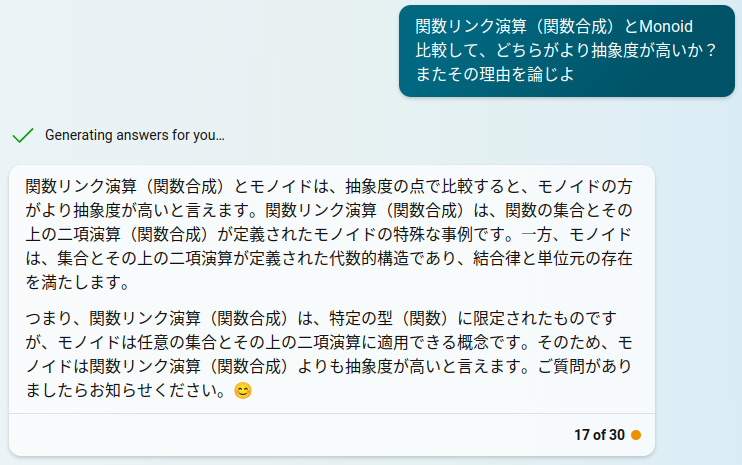 関数リンク演算（関数合成）とMonoid
比較して、どちらがより抽象度が高いか？
またその理由を論じよ
Generating answers for you…
関数リンク演算（関数合成）とモノイドは、抽象度の点で比較すると、モノイドの方
がより抽象度が高いと言えます。関数リンク演算（関数合成）は、関数の集合とその
上の二項演算（関数合成）が定義されたモノイドの特殊な事例です。一方、モノイド
は、集合とその上の二項演算が定義された代数的構造であり、結合律と単位元の存在
を満たします。
つまり、関数リンク演算（関数合成）は、特定の型（関数）に限定されたものです
が、モノイドは任意の集合とその上の二項演算に適用できる概念です。そのため、モ
ノイドは関数リンク演算（関数合成）よりも抽象度が高いと言えます。ご質問があり
ましたらお知らせください。😊
17 of 30